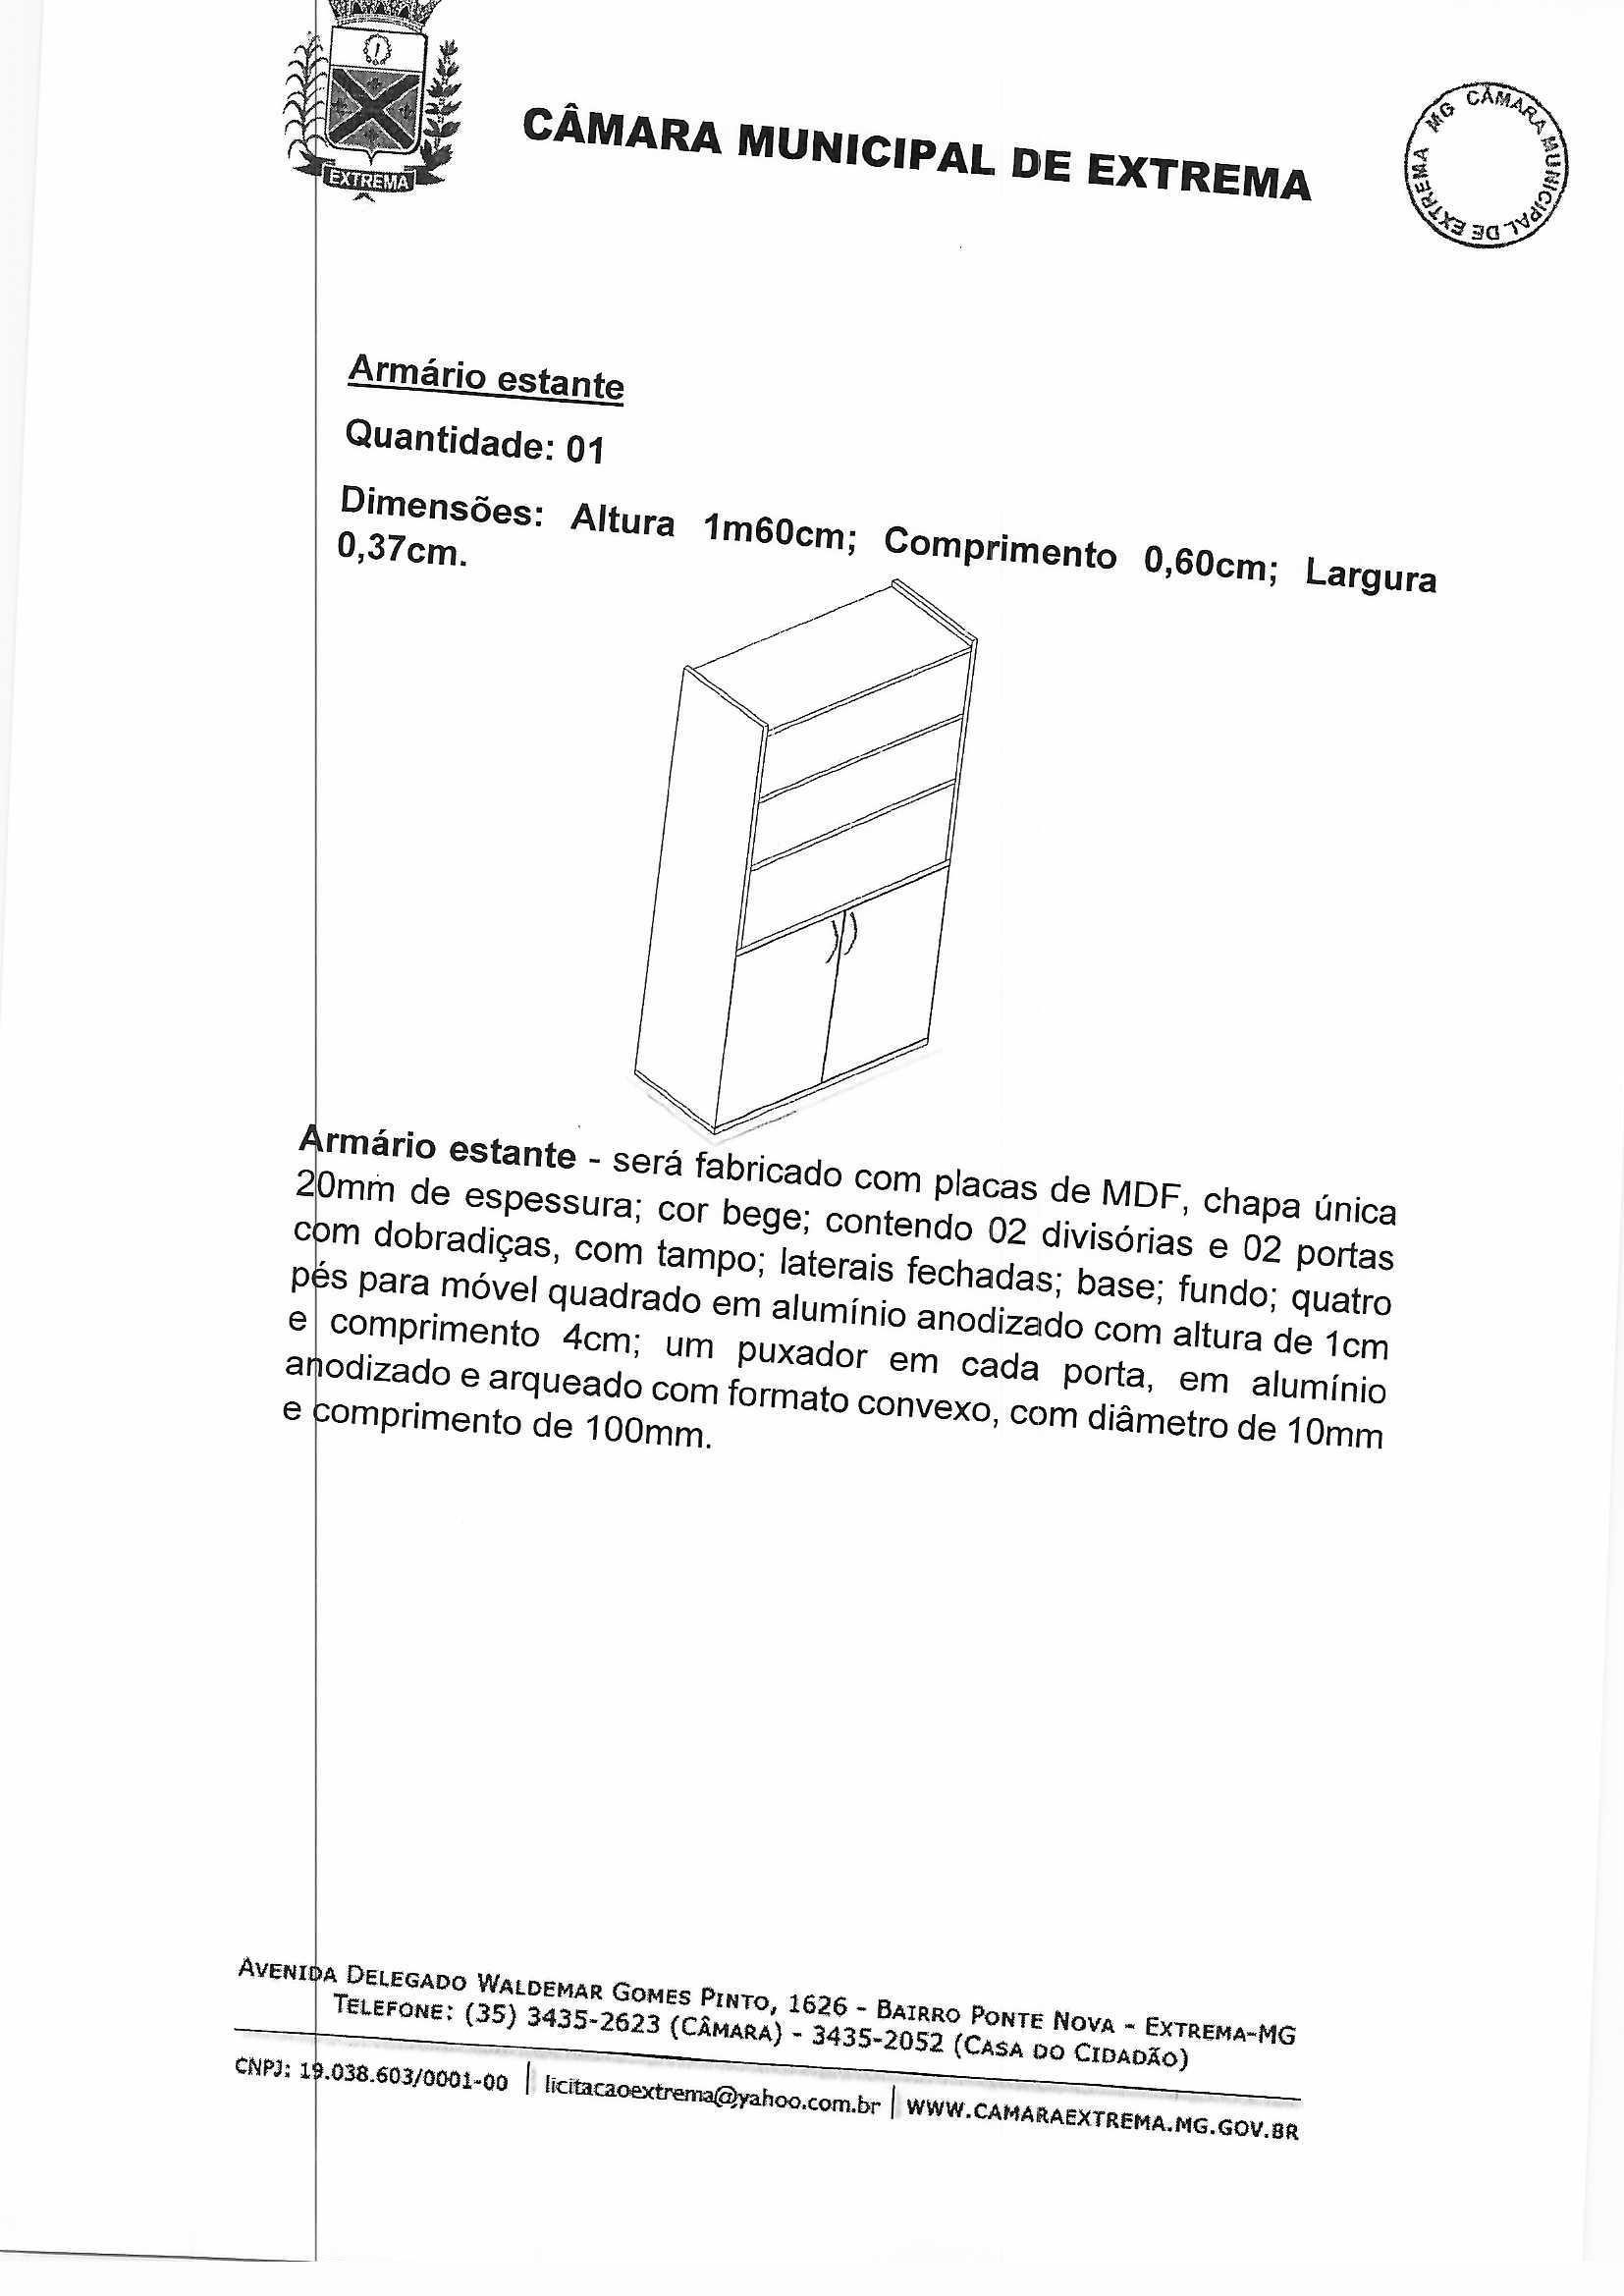 EXTREMA
CÂMARA MUNICIPAL DE EXTREMA
CÂMARA MUNICIPAL DE EXTREMA MG
Armário estante
Quantidade: 01
Dimensões: Altura 1m60cm; Comprimento 0,60cm; Largura
0,37cm.
Armário estante - será fabricado com placas de MDF, chapa única
20mm de espessura; cor bege; contendo 02 divisórias e 02 portas
com dobradiças, com tampo; laterais fechadas; base; fundo; quatro
pés para móvel quadrado em alumínio anodizado com altura de 1cm
e comprimento 4cm; um puxador em cada porta, em alumínio
anodizado e arqueado com formato convexo, com diâmetro de 10mm
e comprimento de 100mm.
AVENIDA DELEGADO WALDEMAR GOMES PINTO, 1626 - BAIRRO PONTE NOVA - EXTREMA-MG
TELEFONE: (35) 3435-2623 (CÂMARA) - 3435-2052 (CASA DO CIDADÃO)
CNPJ: 19.038.603/0001-00 | licitacaoextrema@yahoo.com.br | WWW.CAMARAEXTREMA.MG.GOV.BR